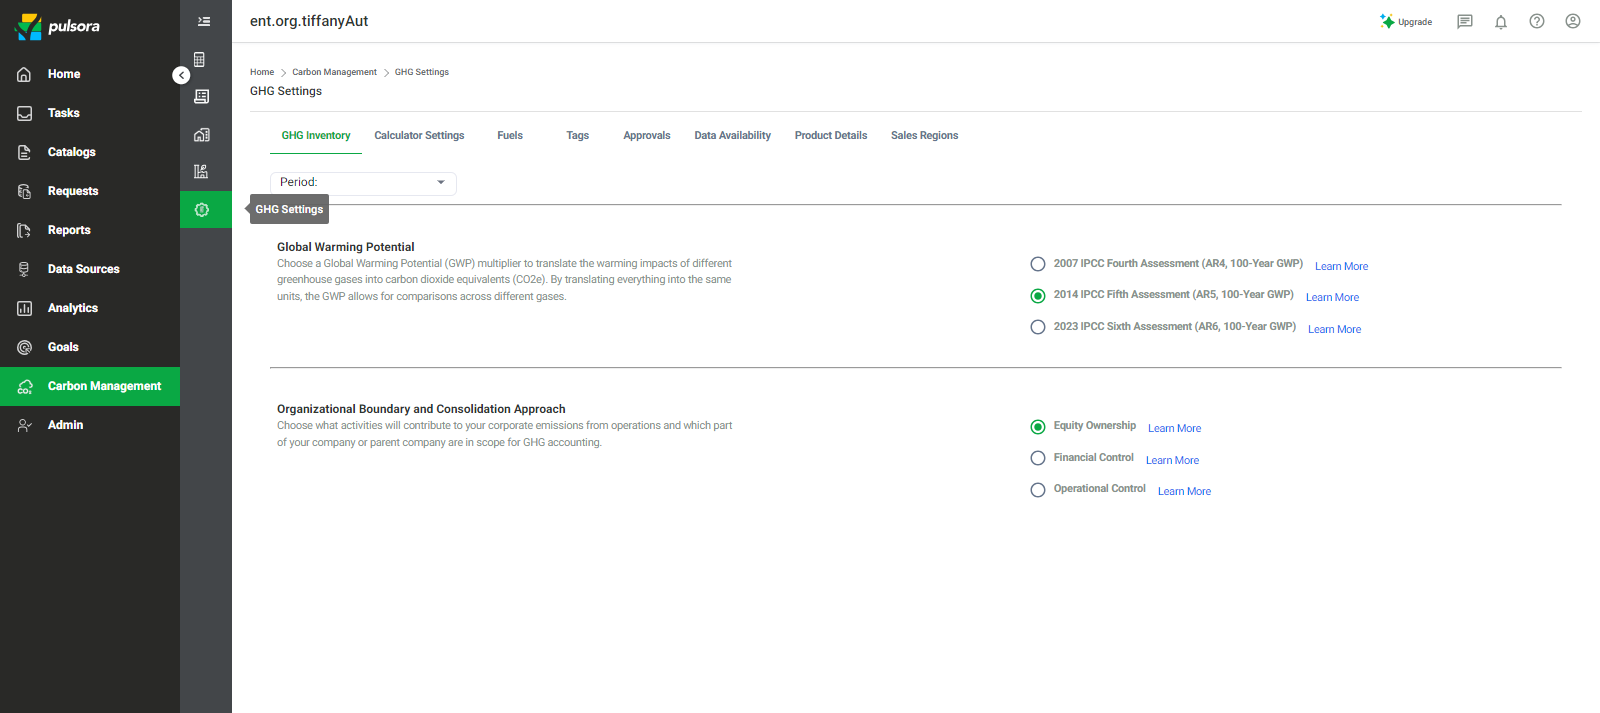 pulsora
ent.org.tiffanyAut
Upgrade
Home
Tasks
Catalogs
Requests
Reports
Data Sources
Analytics
Goals
Carbon Management
Admin
Home > Carbon Management > GHG Settings
GHG Settings
GHG Inventory Calculator Settings Fuels Tags Approvals Data Availability Product Details Sales Regions
Period:
GHG Settings
Global Warming Potential
Choose a Global Warming Potential (GWP) multiplier to translate the warming impacts of different
greenhouse gases into carbon dioxide equivalents (CO2e). By translating everything into the same
units, the GWP allows for comparisons across different gases.
2007 IPCC Fourth Assessment (AR4, 100-Year GWP) Learn More
2014 IPCC Fifth Assessment (AR5, 100-Year GWP) Learn More
2023 IPCC Sixth Assessment (AR6, 100-Year GWP) Learn More
Organizational Boundary and Consolidation Approach
Choose what activities will contribute to your corporate emissions from operations and which part
of your company or parent company are in scope for GHG accounting.
Equity Ownership Learn More
Financial Control Learn More
Operational Control Learn More